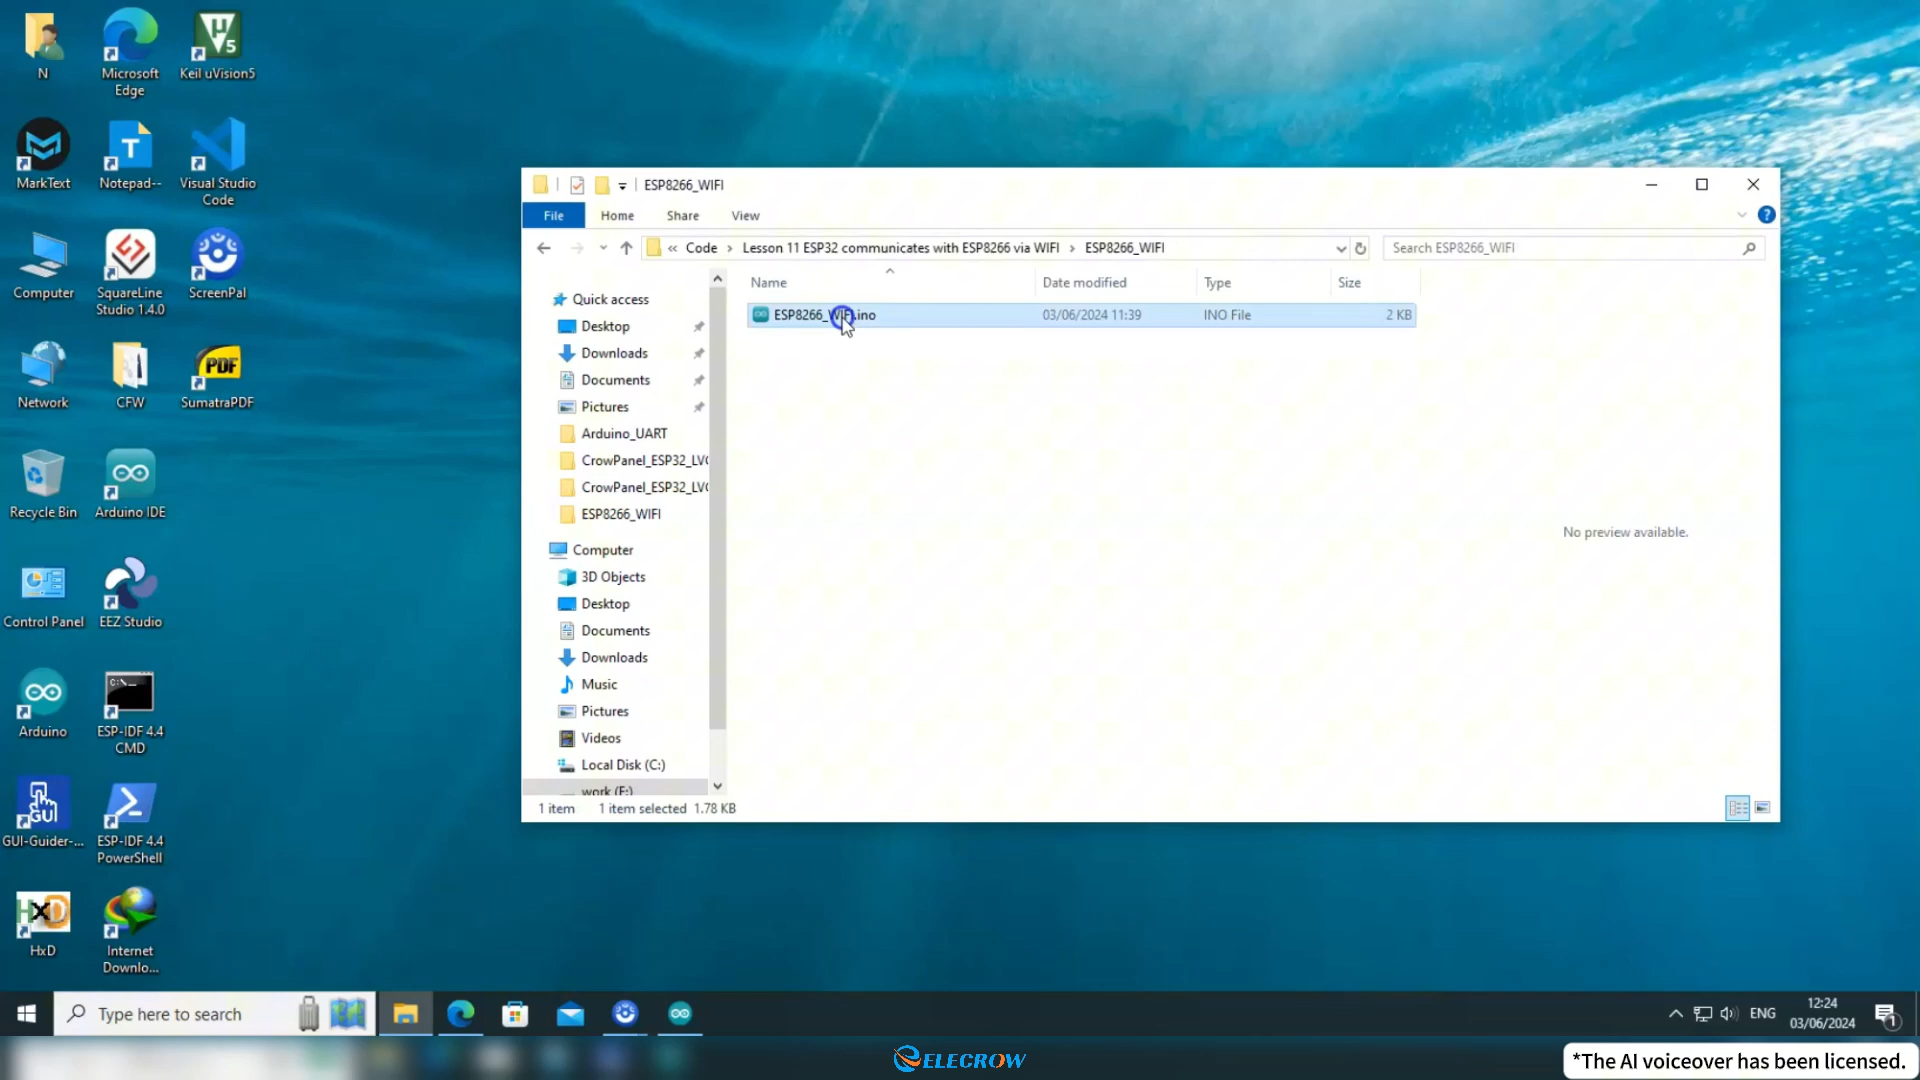 N
Microsoft
Edge
Keil uVision5
MarkText
Notepad--
Visual Studio
Code
Computer
SquareLine
Studio 1.4.0
ScreenPal
Network
CFW
PDF
SumatraPDF
Recycle Bin
Arduino IDE
Control Panel
EEZ Studio
Arduino
ESP-IDF 4.4
CMD
GUI
GUI-Guider-...
ESP-IDF 4.4
PowerShell
HxD
HxD
Internet
Downlo...
ESP8266_WIFI
File Home Share View
« Code › Lesson 11 ESP32 communicates with ESP8266 via WIFI › ESP8266_WIFI
Search ESP8266_WIFI
Name Date modified Type Size
ESP8266_WIFI.ino 03/06/2024 11:39 INO File 2 KB
Quick access
Desktop
Downloads
Documents
Pictures
Arduino_UART
CrowPanel_ESP32_LV
CrowPanel_ESP32_LV
ESP8266_WIFI
Computer
3D Objects
Desktop
Documents
Downloads
Music
Pictures
Videos
Local Disk (C:)
work (F:)
No preview available.
1 item 1 item selected 1.78 KB
Type here to search
ENG
12:24
03/06/2024
1
ELECROW
*The AI voiceover has been licensed.